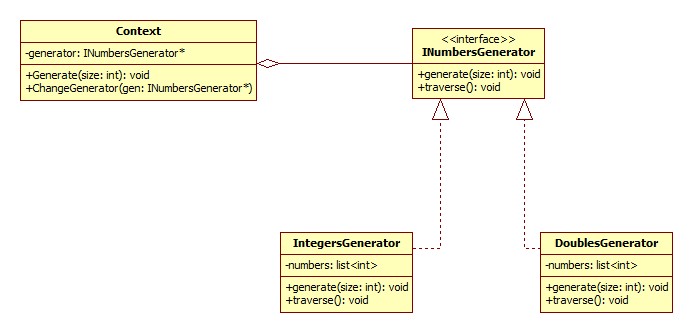 Context
-generator: INumbersGenerator*
+Generate(size: int): void
+ChangeGenerator(gen: INumbersGenerator*)
<<interface>>
INumbersGenerator
+generate(size: int): void
+traverse(): void
IntegersGenerator
-numbers: list<int>
+generate(size: int): void
+traverse(): void
DoublesGenerator
-numbers: list<int>
+generate(size: int): void
+traverse(): void